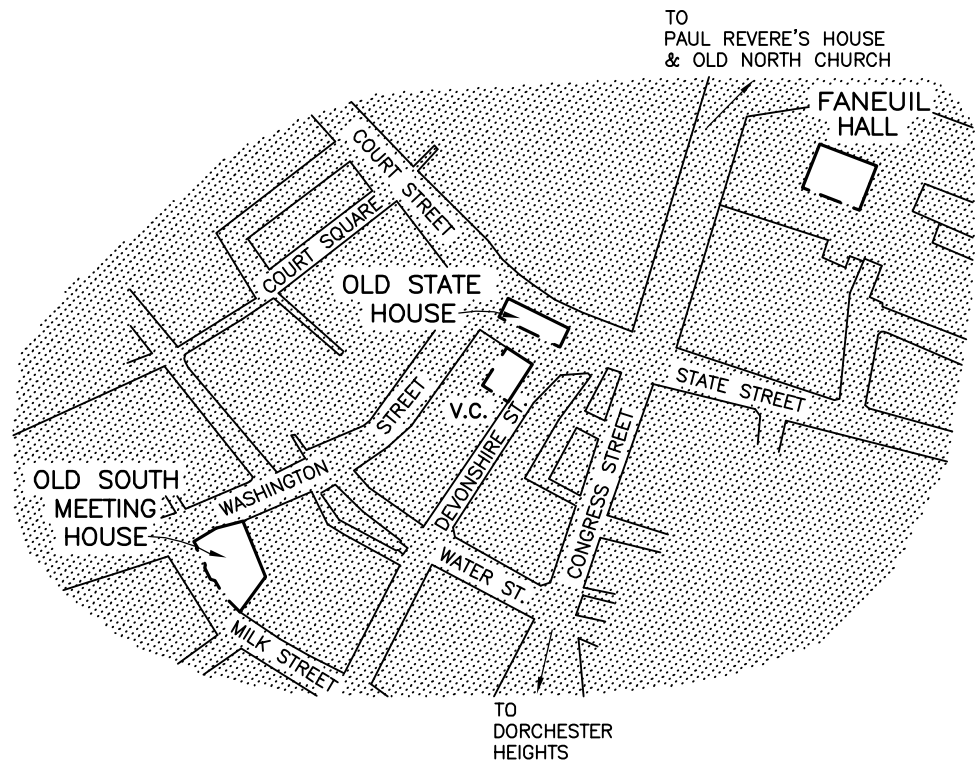 TO
PAUL REVERE'S HOUSE
& OLD NORTH CHURCH
FANEUIL
HALL
COURT STREET
COURT SQUARE
OLD STATE
HOUSE
STATE STREET
STREET
V.C.
DEVONSHIRE ST.
CONGRESS STREET
WASHINGTON
OLD SOUTH
MEETING
HOUSE
WATER ST.
MILK STREET
TO
DORCHESTER
HEIGHTS